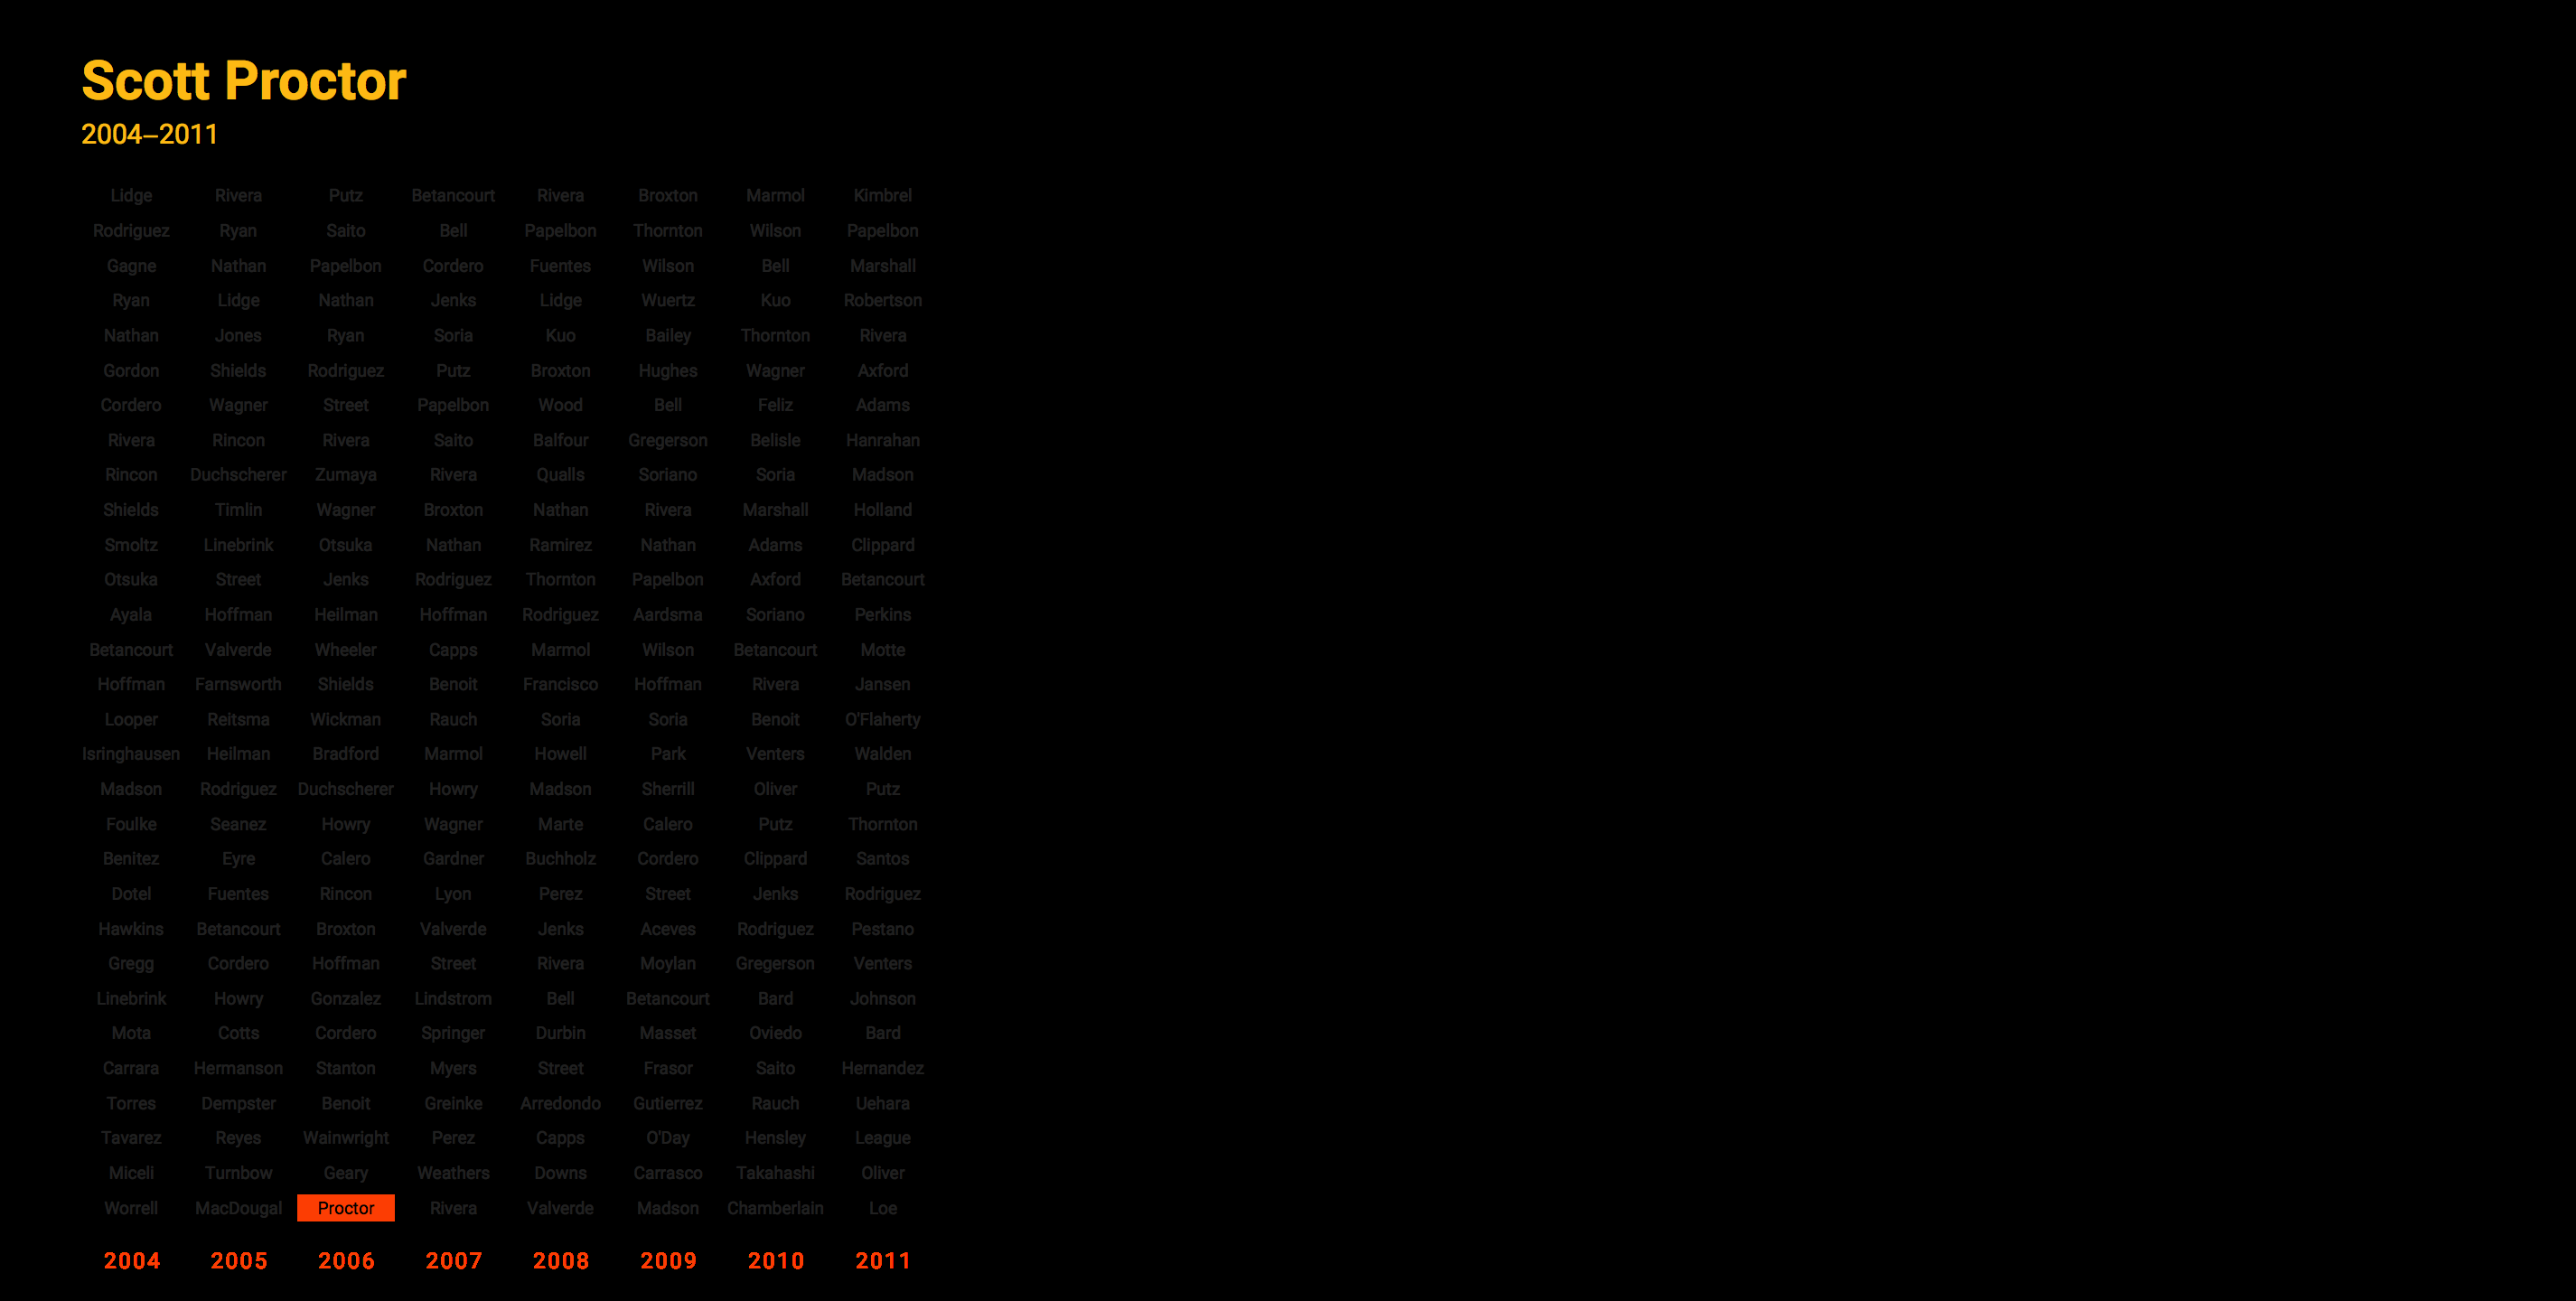 Scott Proctor
2004–2011
Lidge Rivera Putz Betancourt Rivera Broxton Marmol Kimbrel
Rodriguez Ryan Saito Bell Papelbon Thornton Wilson Papelbon
Gagne Nathan Papelbon Cordero Fuentes Wilson Bell Marshall
Ryan Lidge Nathan Jenks Lidge Wuertz Kuo Robertson
Nathan Jones Ryan Soria Kuo Bailey Thornton Rivera
Gordon Shields Rodriguez Putz Broxton Hughes Wagner Axford
Cordero Wagner Street Papelbon Wood Bell Feliz Adams
Rivera Rincon Rivera Saito Balfour Gregerson Belisle Hanrahan
Rincon Duchscherer Zumaya Rivera Qualls Soriano Soria Madson
Shields Timlin Wagner Broxton Nathan Rivera Marshall Holland
Smoltz Linebrink Otsuka Nathan Ramirez Nathan Adams Clippard
Otsuka Street Jenks Rodriguez Thornton Papelbon Axford Betancourt
Ayala Hoffman Heilman Hoffman Rodriguez Aardsma Soriano Perkins
Betancourt Valverde Wheeler Capps Marmol Wilson Betancourt Motte
Hoffman Farnsworth Shields Benoit Francisco Hoffman Rivera Jansen
Looper Reitsma Wickman Rauch Soria Soria Benoit O'Flaherty
Isringhausen Heilman Bradford Marmol Howell Park Venters Walden
Madson Rodriguez Duchscherer Howry Madson Sherrill Oliver Putz
Foulke Seanez Howry Wagner Marte Calero Putz Thornton
Benitez Eyre Calero Gardner Buchholz Cordero Clippard Santos
Dotel Fuentes Rincon Lyon Perez Street Jenks Rodriguez
Hawkins Betancourt Broxton Valverde Jenks Aceves Rodriguez Pestano
Gregg Cordero Hoffman Street Rivera Moylan Gregerson Venters
Linebrink Howry Gonzalez Lindstrom Bell Betancourt Bard Johnson
Mota Cotts Cordero Springer Durbin Masset Oviedo Bard
Carrara Hermanson Stanton Myers Street Frasor Saito Hernandez
Torres Dempster Benoit Greinke Arredondo Gutierrez Rauch Uehara
Tavarez Reyes Wainwright Perez Capps O'Day Hensley League
Miceli Turnbow Geary Weathers Downs Carrasco Takahashi Oliver
Worrell MacDougal Proctor Rivera Valverde Madson Chamberlain Loe
2004 2005 2006 2007 2008 2009 2010 2011